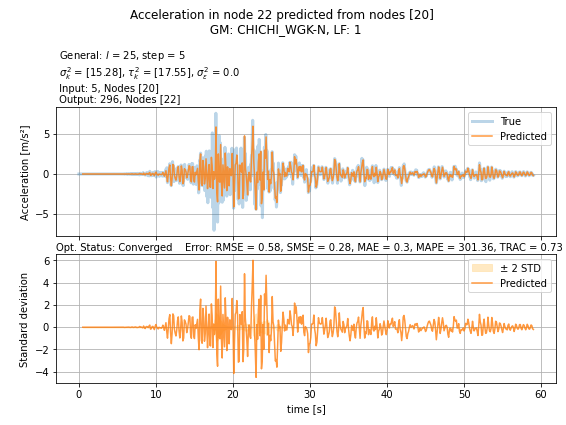 Acceleration in node 22 predicted from nodes [20]
GM: CHICHI_WGK-N, LF: 1
General: l = 25, step = 5
σ²ₖ = [15.28], τ²ₖ = [17.55], σ²ε = 0.0
Input: 5, Nodes [20]
Output: 296, Nodes [22]
Acceleration [m/s²]
5
0
−5
True
Predicted
Opt. Status: Converged Error: RMSE = 0.58, SMSE = 0.28, MAE = 0.3, MAPE = 301.36, TRAC = 0.73
Standard deviation
6
4
2
0
−2
−4
± 2 STD
Predicted
0 10 20 30 40 50 60
time [s]